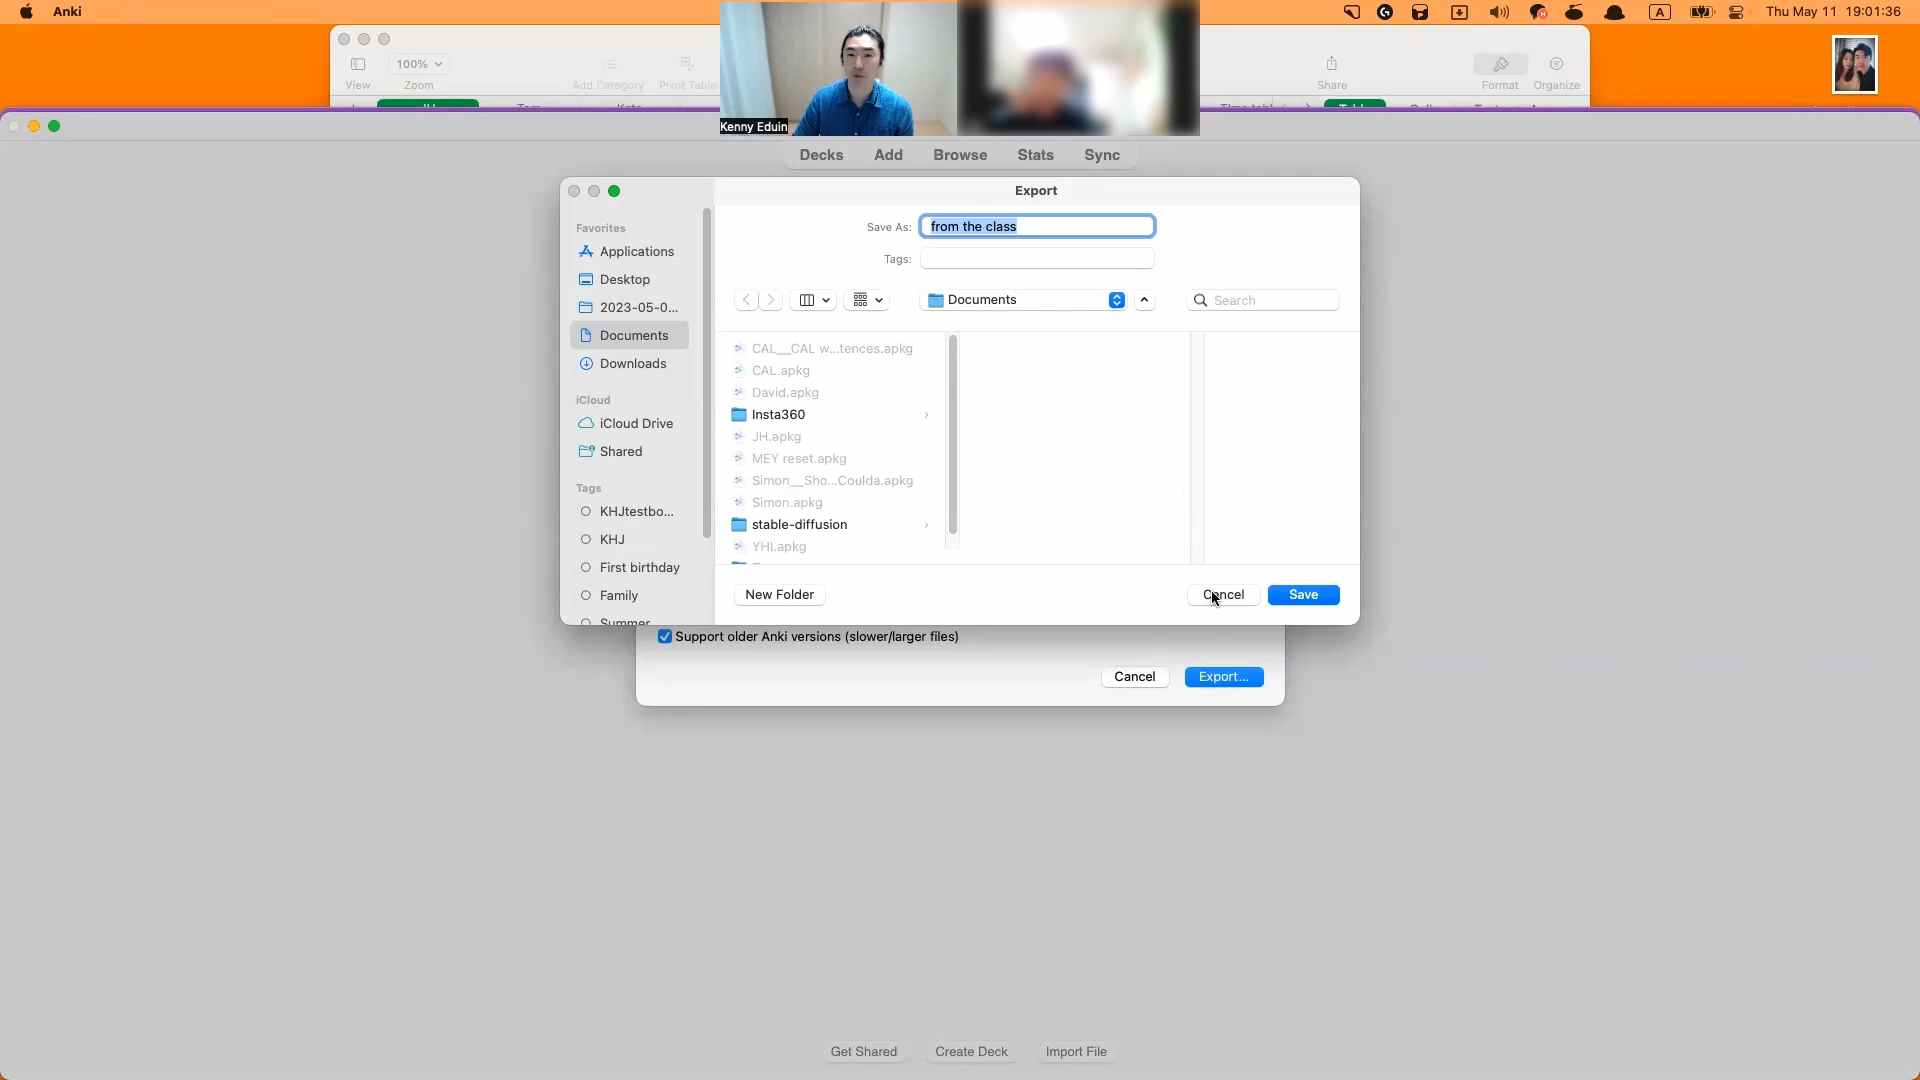 Anki
A
Thu May 11 19:01:36
View
100%
Zoom
Add Category
Pivot Table
Share
Format
Organize
Kenny Eduin
Decks
Add
Browse
Stats
Sync
Export
Save As:
from the class
Tags:
Documents
Search
Favorites
Applications
Desktop
2023-05-0...
Documents
Downloads
iCloud
iCloud Drive
Shared
Tags
KHJtestbo...
KHJ
First birthday
Family
Summer
CAL__CAL w...tences.apkg
CAL.apkg
David.apkg
Insta360
JH.apkg
MEY reset.apkg
Simon__Sho...Coulda.apkg
Simon.apkg
stable-diffusion
YHI.apkg
New Folder
Cancel
Save
Support older Anki versions (slower/larger files)
Cancel
Export...
Get Shared
Create Deck
Import File